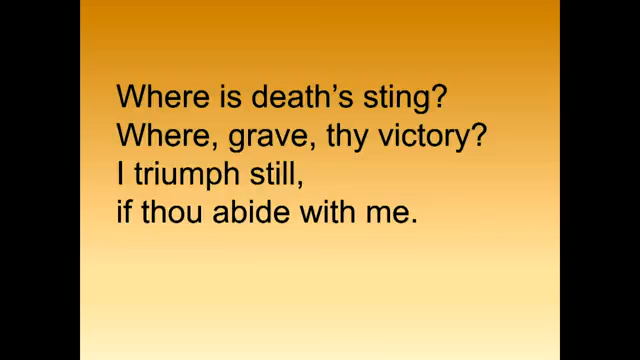 Where is death’s sting?
Where, grave, thy victory?
I triumph still,
if thou abide with me.